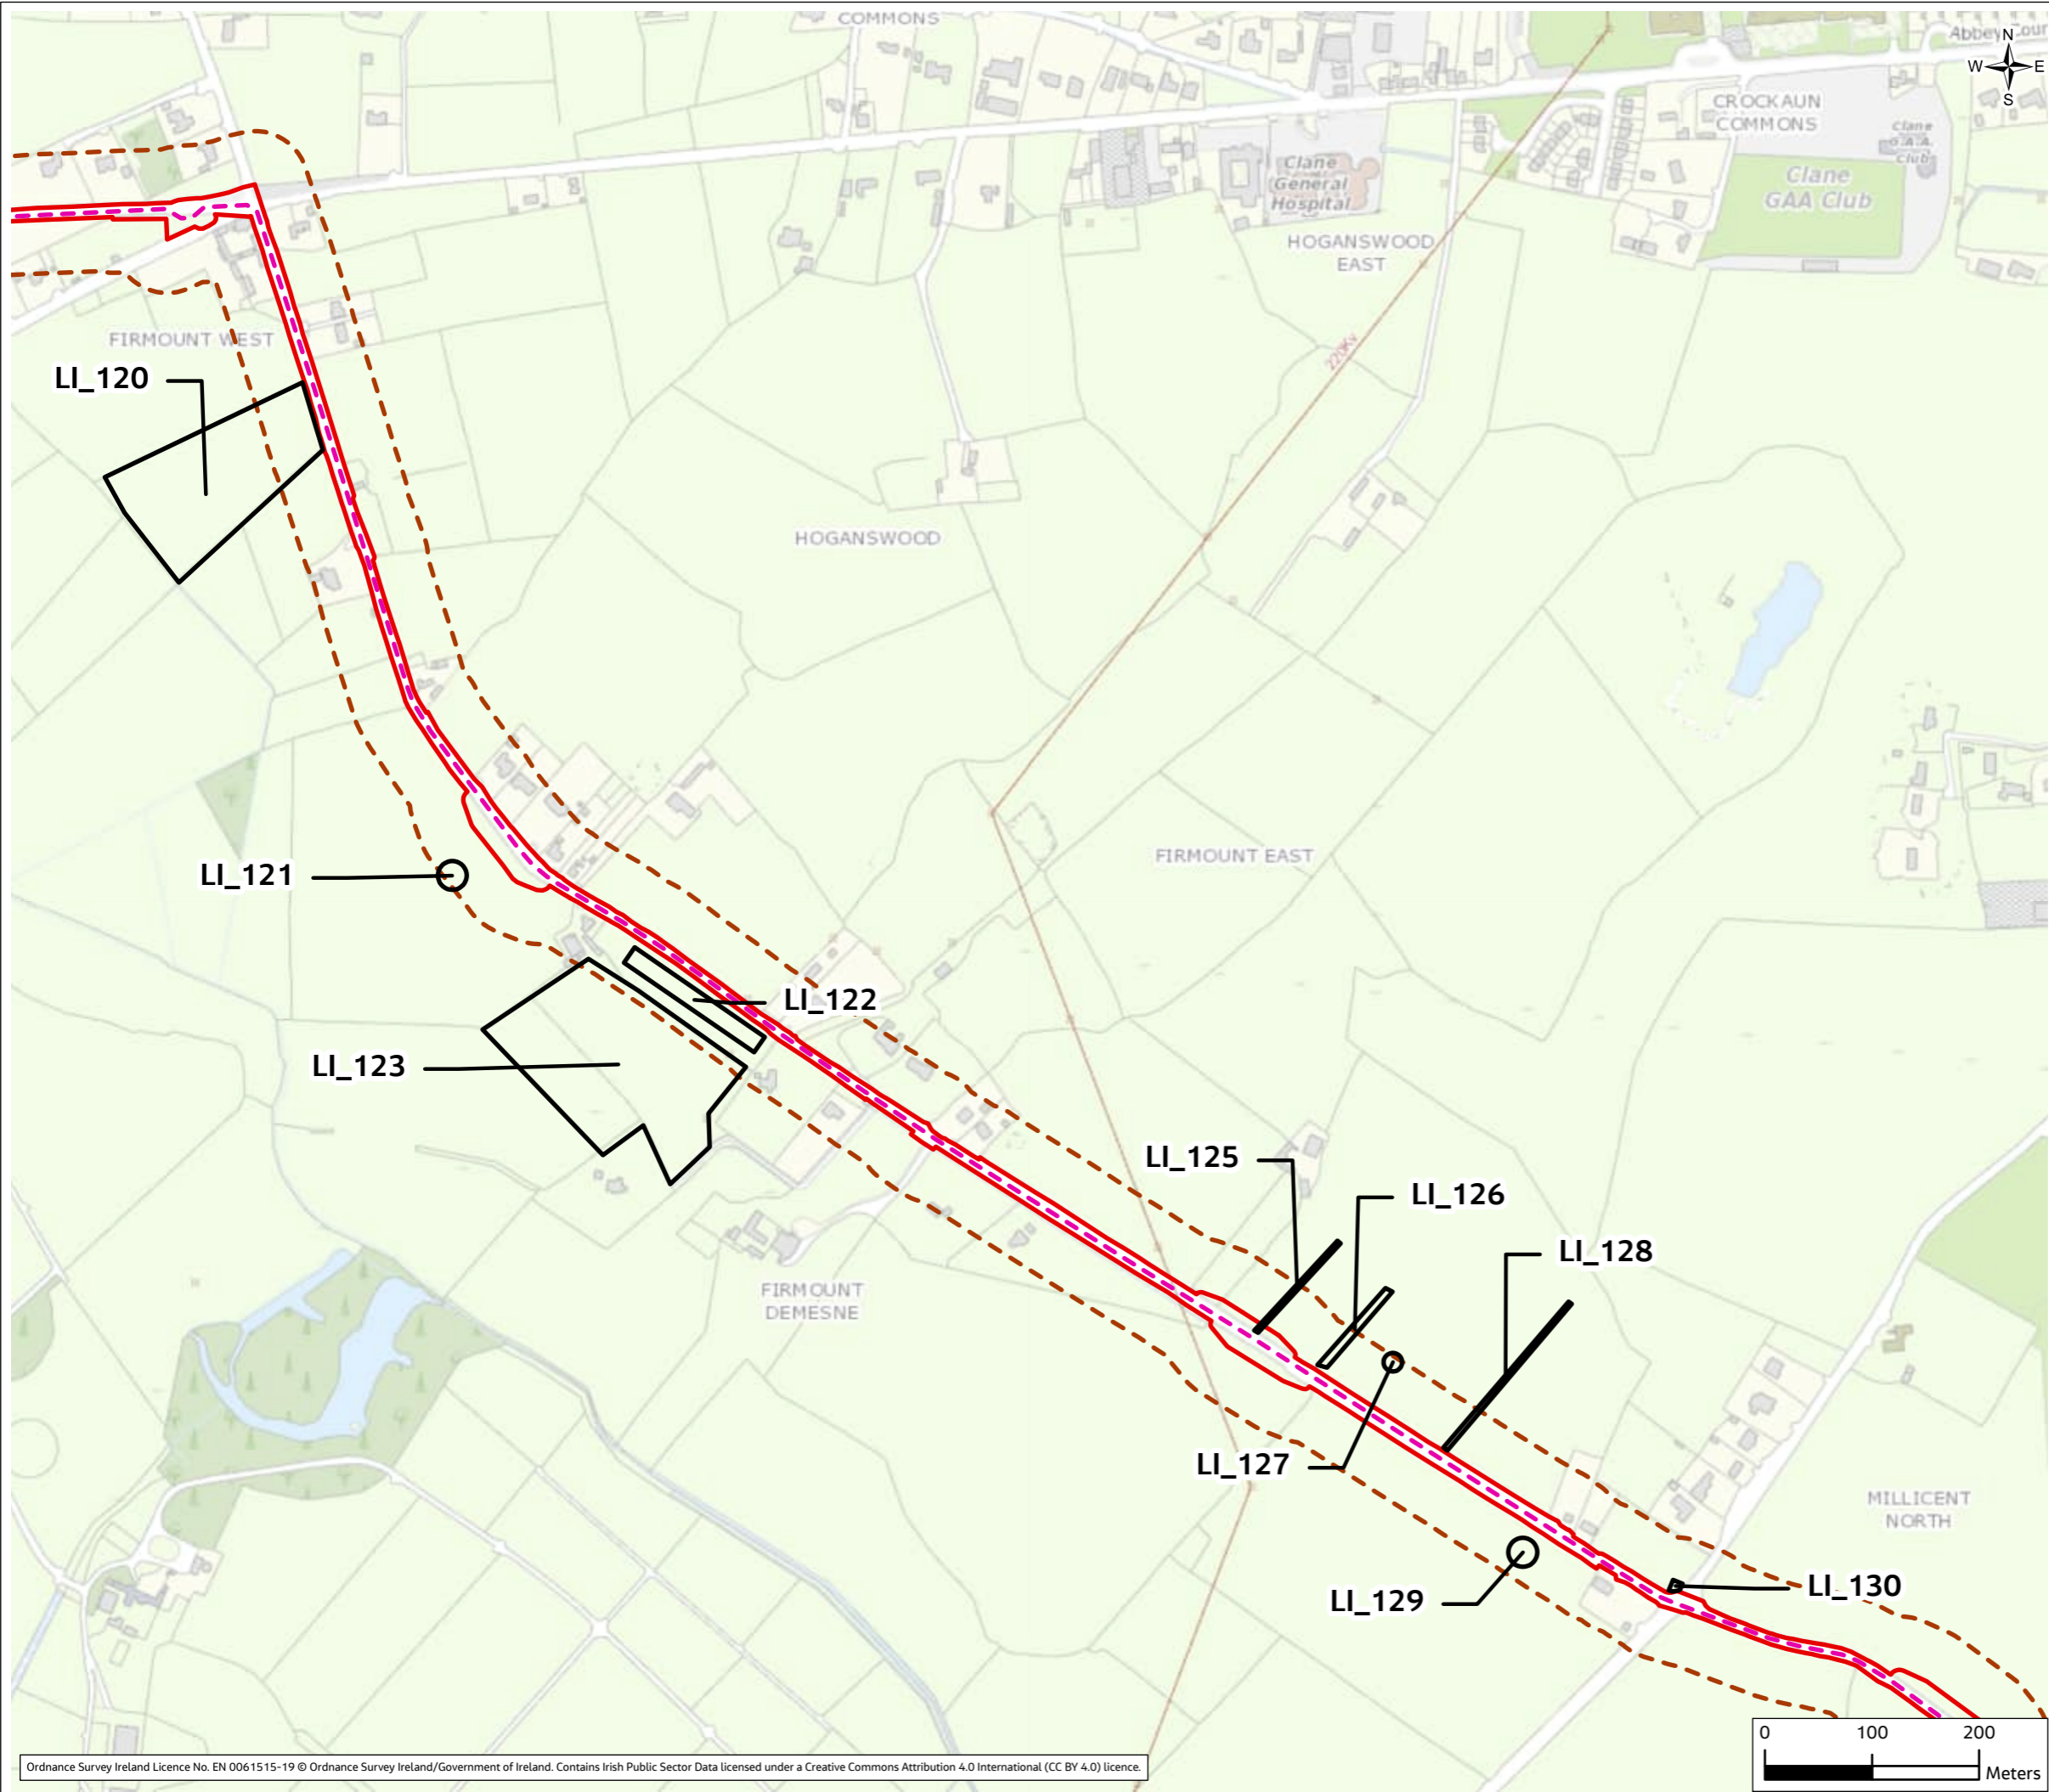 COMMONS
Abbey Cour
N
W E
S
CROCKAUN
COMMONS
Clane
G.A.A.
Club
Clane
General
Hospital
Clane
GAA Club
HOGANSWOOD
EAST
FIRMOUNT WEST
220Kv
LI_120
HOGANSWOOD
FIRMOUNT EAST
LI_121
LI_122
LI_123
LI_125
LI_126
LI_128
FIRMOUNT
DEMESNE
LI_127
MILLICENT
NORTH
LI_129
LI_130
0 100 200
Meters
Ordnance Survey Ireland Licence No. EN 0061515-19 © Ordnance Survey Ireland/Government of Ireland. Contains Irish Public Sector Data licensed under a Creative Commons Attribution 4.0 International (CC BY 4.0) licence.